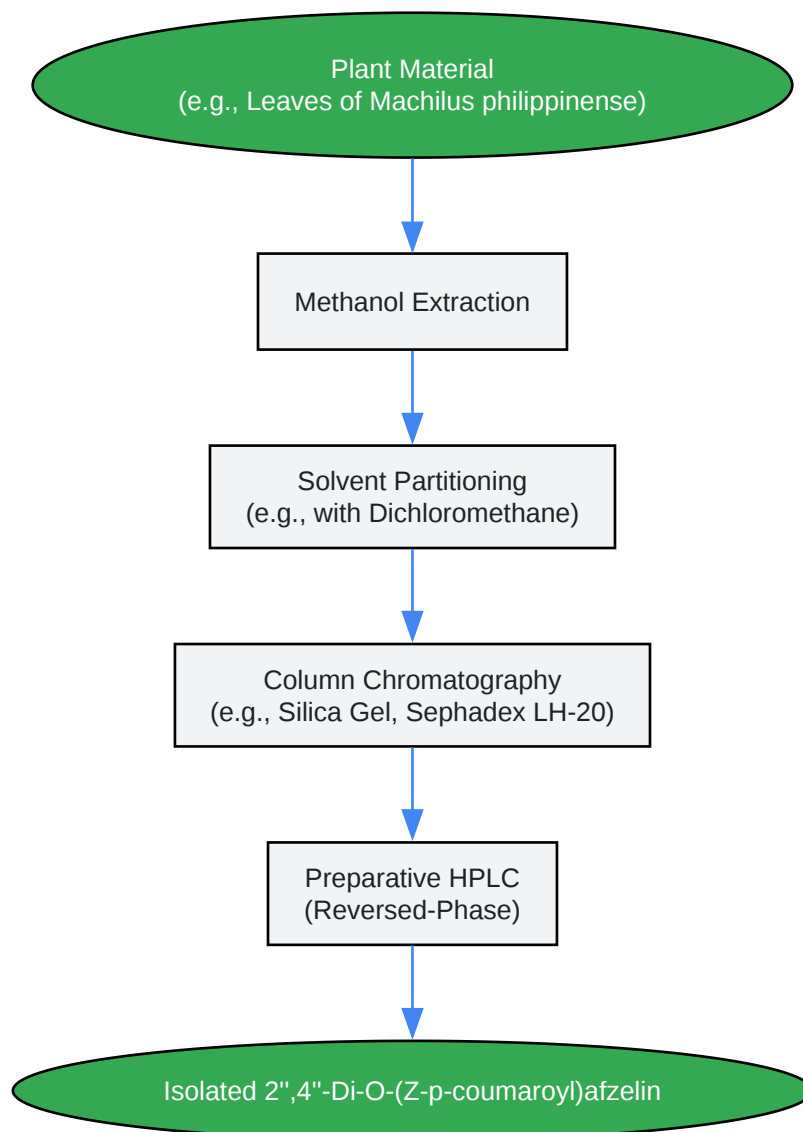 Plant Material
(e.g., Leaves of Machilus philippinense)
Methanol Extraction
Solvent Partitioning
(e.g., with Dichloromethane)
Column Chromatography
(e.g., Silica Gel, Sephadex LH-20)
Preparative HPLC
(Reversed-Phase)
Isolated 2'',4''-Di-O-(Z-p-coumaroyl)afzelin